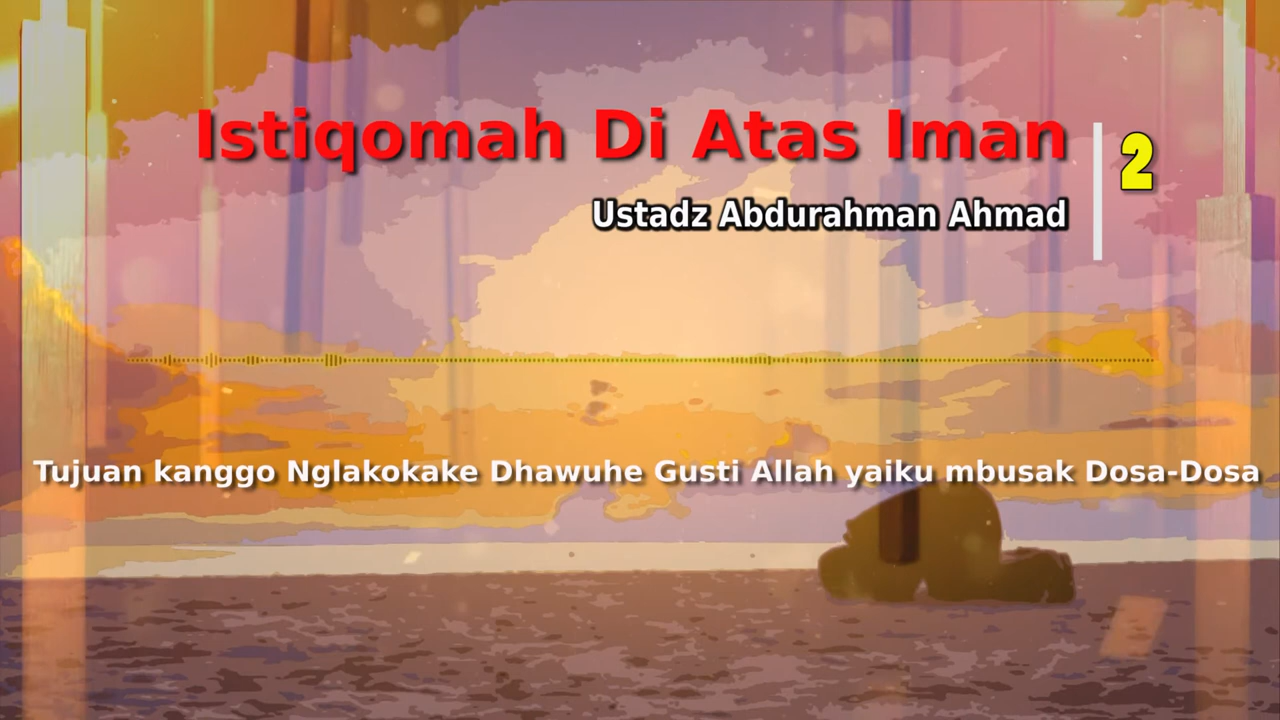 Istiqomah Di Atas Iman
2
Ustadz Abdurahman Ahmad
Tujuan kanggo Nglakokake Dhawuhe Gusti Allah yaiku mbusak Dosa-Dosa